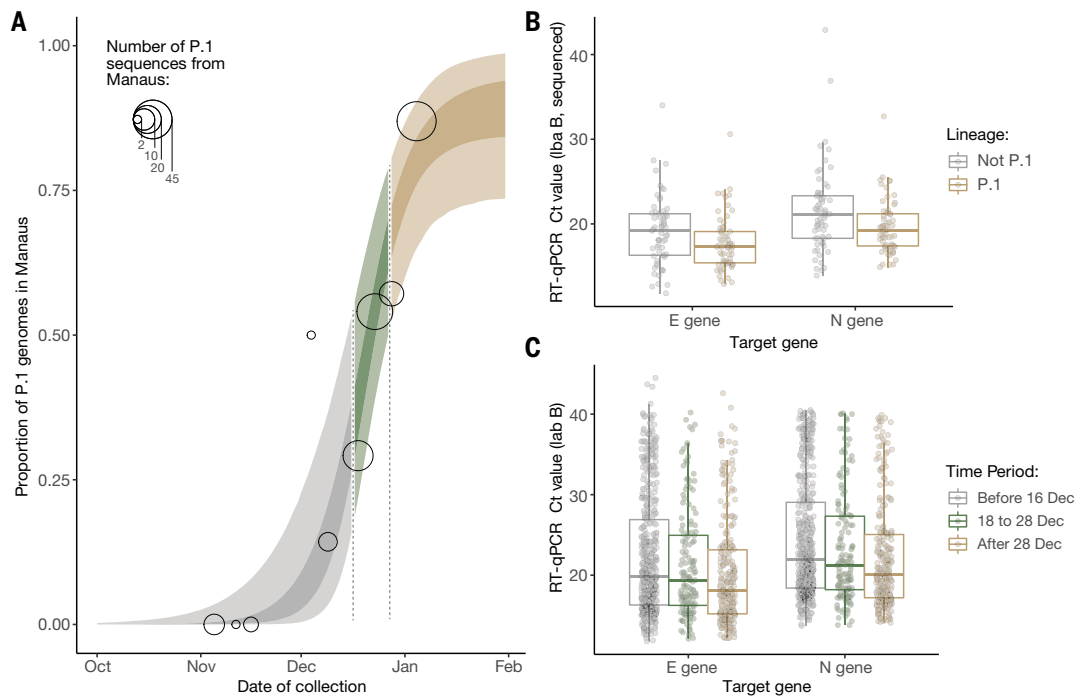 A
Number of P.1
sequences from
Manaus:
2
10
20
45
1.00
0.75
0.50
0.25
0.00
Proportion of P.1 genomes in Manaus
Oct
Nov
Dec
Jan
Feb
Date of collection
B
RT-qPCR Ct value (lba B, sequenced)
40
30
20
E gene
N gene
Target gene
Lineage:
Not P.1
P.1
C
RT-qPCR Ct value (lab B)
40
30
20
E gene
N gene
Target gene
Time Period:
Before 16 Dec
18 to 28 Dec
After 28 Dec